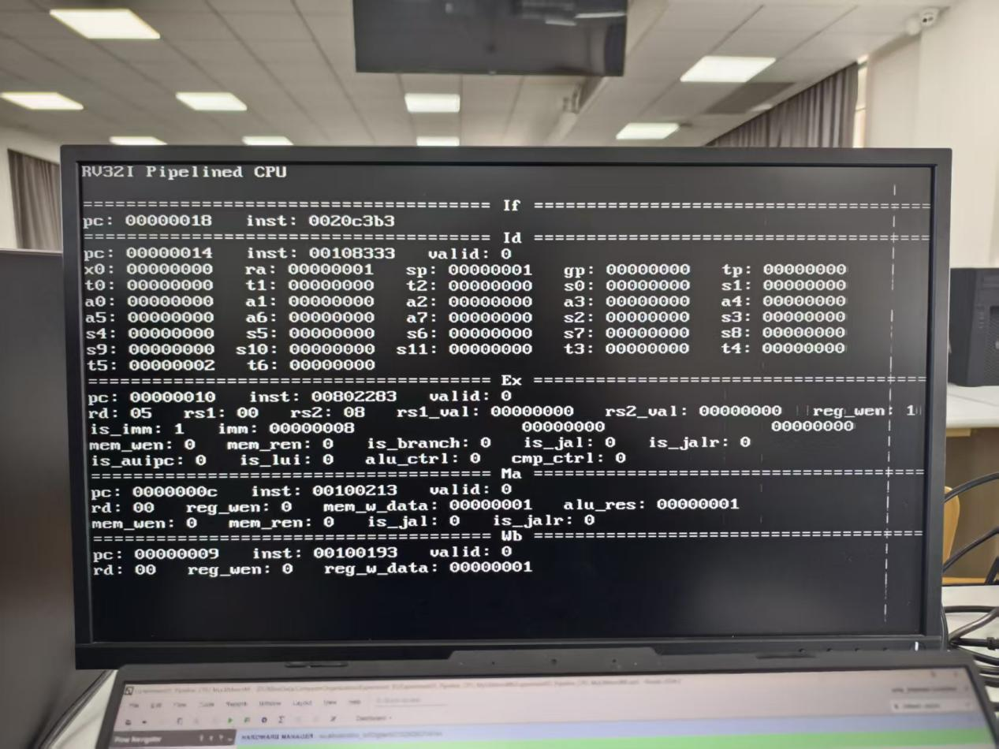 RV32I Pipelined CPU
===================================== If ===================================
pc: 00000018 inst: 0020c3b3
===================================== Id ===================================
pc: 00000014 inst: 00108333 valid: 0
x0: 00000000 ra: 00000001 sp: 00000001 gp: 00000000 tp: 00000000
t0: 00000000 t1: 00000000 t2: 00000000 s0: 00000000 s1: 00000000
a0: 00000000 a1: 00000000 a2: 00000000 a3: 00000000 a4: 00000000
a5: 00000000 a6: 00000000 a7: 00000000 s2: 00000000 s3: 00000000
s4: 00000000 s5: 00000000 s6: 00000000 s7: 00000000 s8: 00000000
s9: 00000000 s10: 00000000 s11: 00000000 t3: 00000000 t4: 00000000
t5: 00000002 t6: 00000000
===================================== Ex ===================================
pc: 00000010 inst: 00802283 valid: 0
rd: 05 rs1: 00 rs2: 08 rs1_val: 00000000 rs2_val: 00000000 reg_wen: 1
is_imm: 1 imm: 00000008 00000000 00000000
mem_wen: 0 mem_ren: 0 is_branch: 0 is_jal: 0 is_jalr: 0
is_auipc: 0 is_lui: 0 alu_ctrl: 0 cmp_ctrl: 0
===================================== Ma ===================================
pc: 0000000c inst: 00100213 valid: 0
rd: 00 reg_wen: 0 mem_w_data: 00000001 alu_res: 00000001
mem_wen: 0 mem_ren: 0 is_jal: 0 is_jalr: 0
===================================== Wb ===================================
pc: 00000009 inst: 00100193 valid: 0
rd: 00 reg_wen: 0 reg_w_data: 00000001
Flow Navigator HARDWARE MANAGER